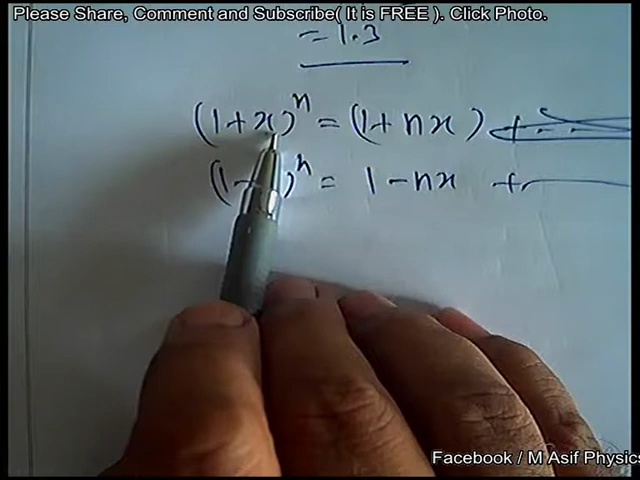 Please Share, Comment and Subscribe( It is FREE ). Click Photo.
= 1.3
(1+x)^n = (1+nx) + ...
(1- )^n = 1-nx +
Facebook / M Asif Physics